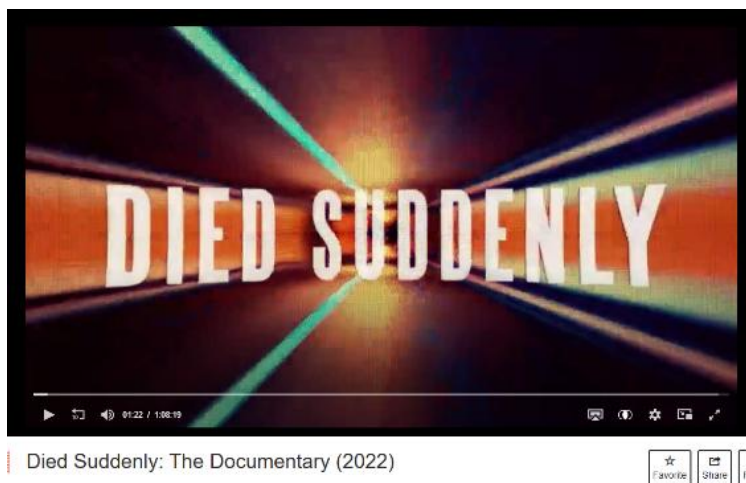 DIED SUDDENLY
01:22 / 1:08:19
Died Suddenly: The Documentary (2022)
Favorite
Share